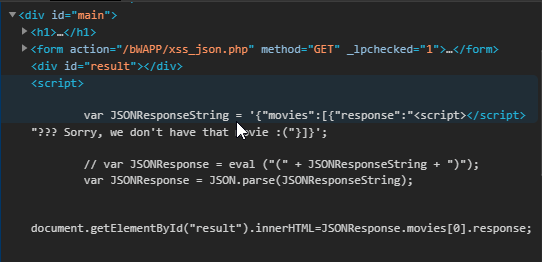 <div id="main">
<h1>…</h1>
<form action="/bWAPP/xss_json.php" method="GET" _lpchecked="1">…</form>
<div id="result"></div>
<script>
var JSONResponseString = '{"movies":[{"response":"<script></script>
"??? Sorry, we don't have that movie :("}]}';
// var JSONResponse = eval ("(" + JSONResponseString + ")");
var JSONResponse = JSON.parse(JSONResponseString);
document.getElementById("result").innerHTML=JSONResponse.movies[0].response;